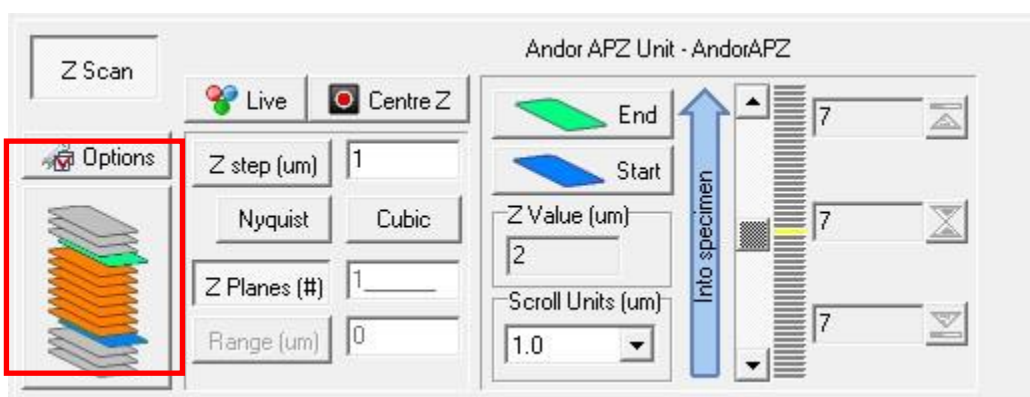 Andor APZ Unit - AndorAPZ
Z Scan
Live
Centre Z
Options
Z step (um)
1
Nyquist
Cubic
Z Planes (#)
1
Range (um)
0
End
Start
Z Value (um)
2
Scroll Units (um)
1.0
Into specimen
7
7
7